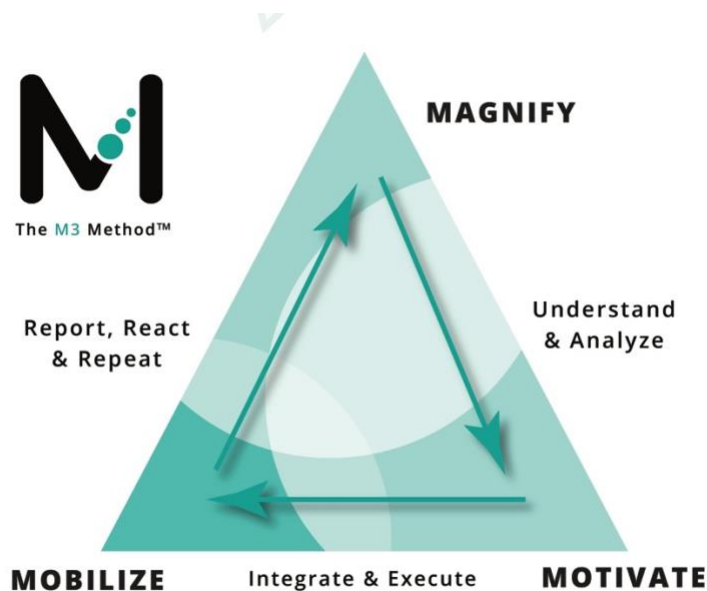 MAGNIFY
The M3 Method™
Report, React
& Repeat
Understand
& Analyze
MOBILIZE
Integrate & Execute
MOTIVATE